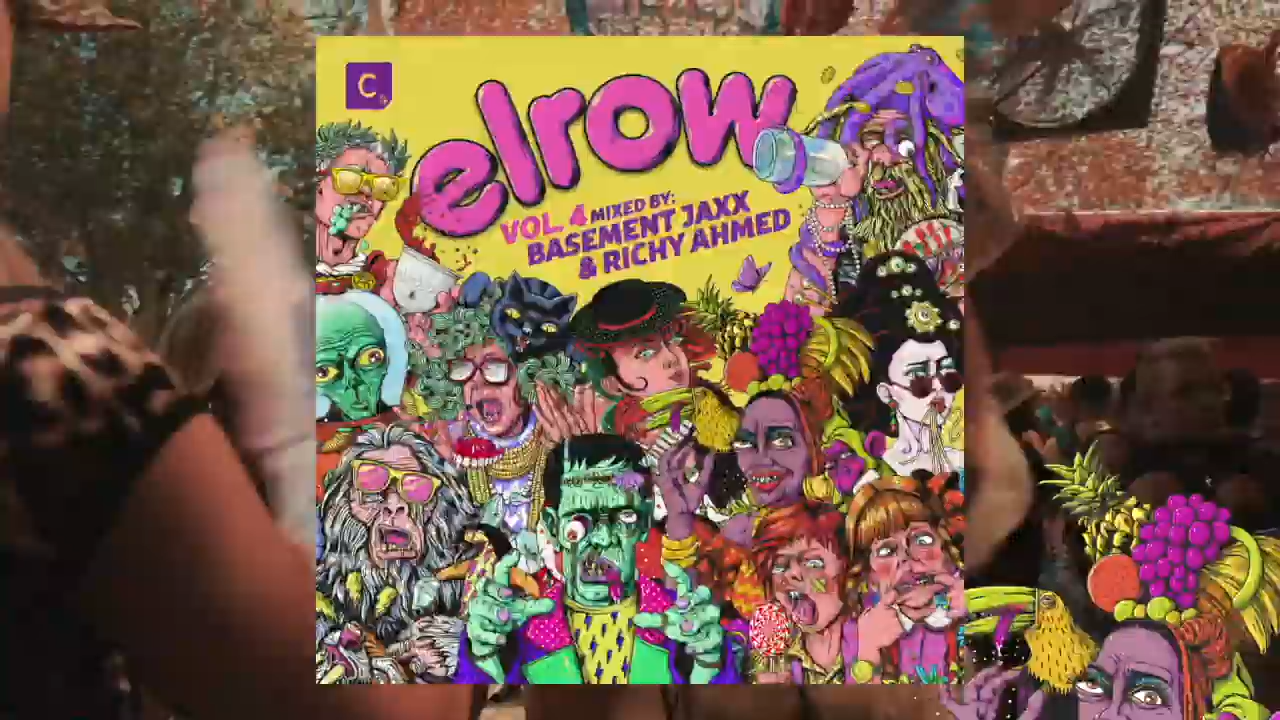 C
elrow
VOL. 4 MIXED BY:
BASEMENT JAXX
& RICHY AHMED